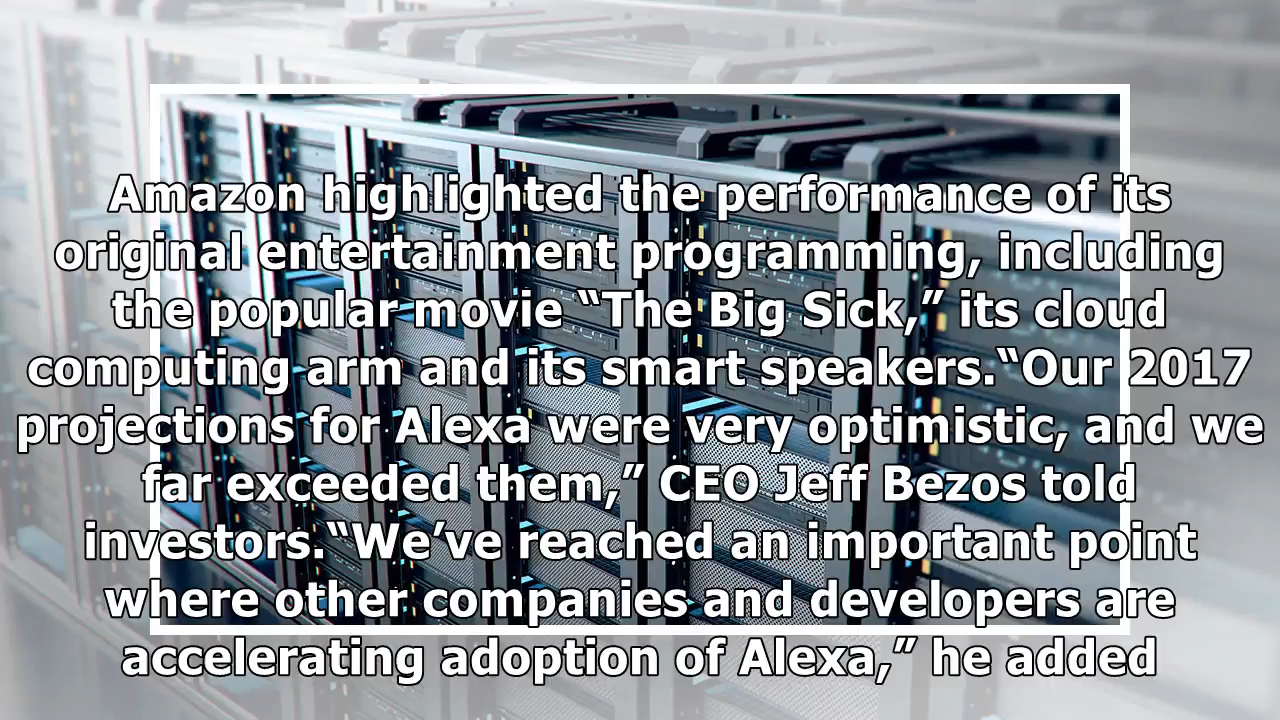 Amazon highlighted the performance of its
original entertainment programming, including
the popular movie “The Big Sick,” its cloud
computing arm and its smart speakers.“Our 2017
projections for Alexa were very optimistic, and we
far exceeded them,” CEO Jeff Bezos told
investors.“We’ve reached an important point
where other companies and developers are
accelerating adoption of Alexa,” he added